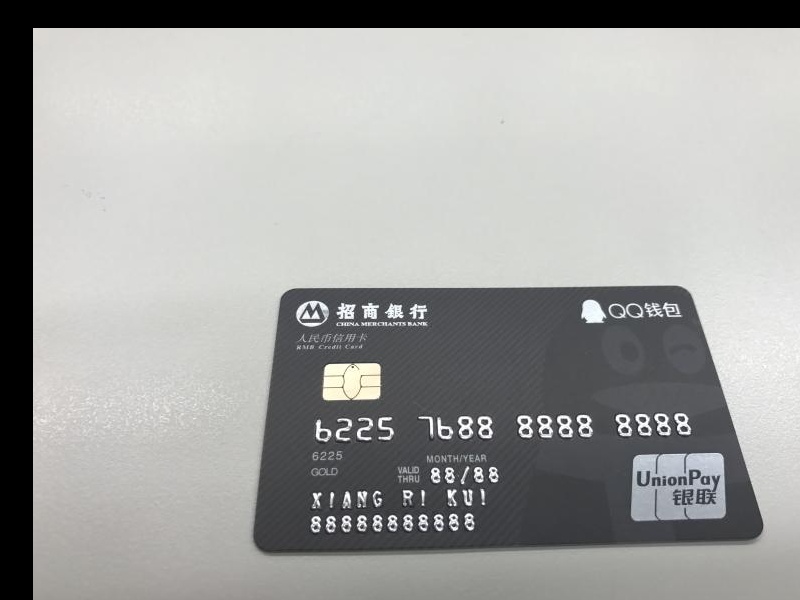 招商银行
CHINA MERCHANTS BANK
QQ钱包
人民币信用卡
RMB Credit Card
6225 7688 8888 8888
6225
MONTH/YEAR
GOLD
VALID THRU 88/88
XIANG RI KUI
88888888888
UnionPay
银联